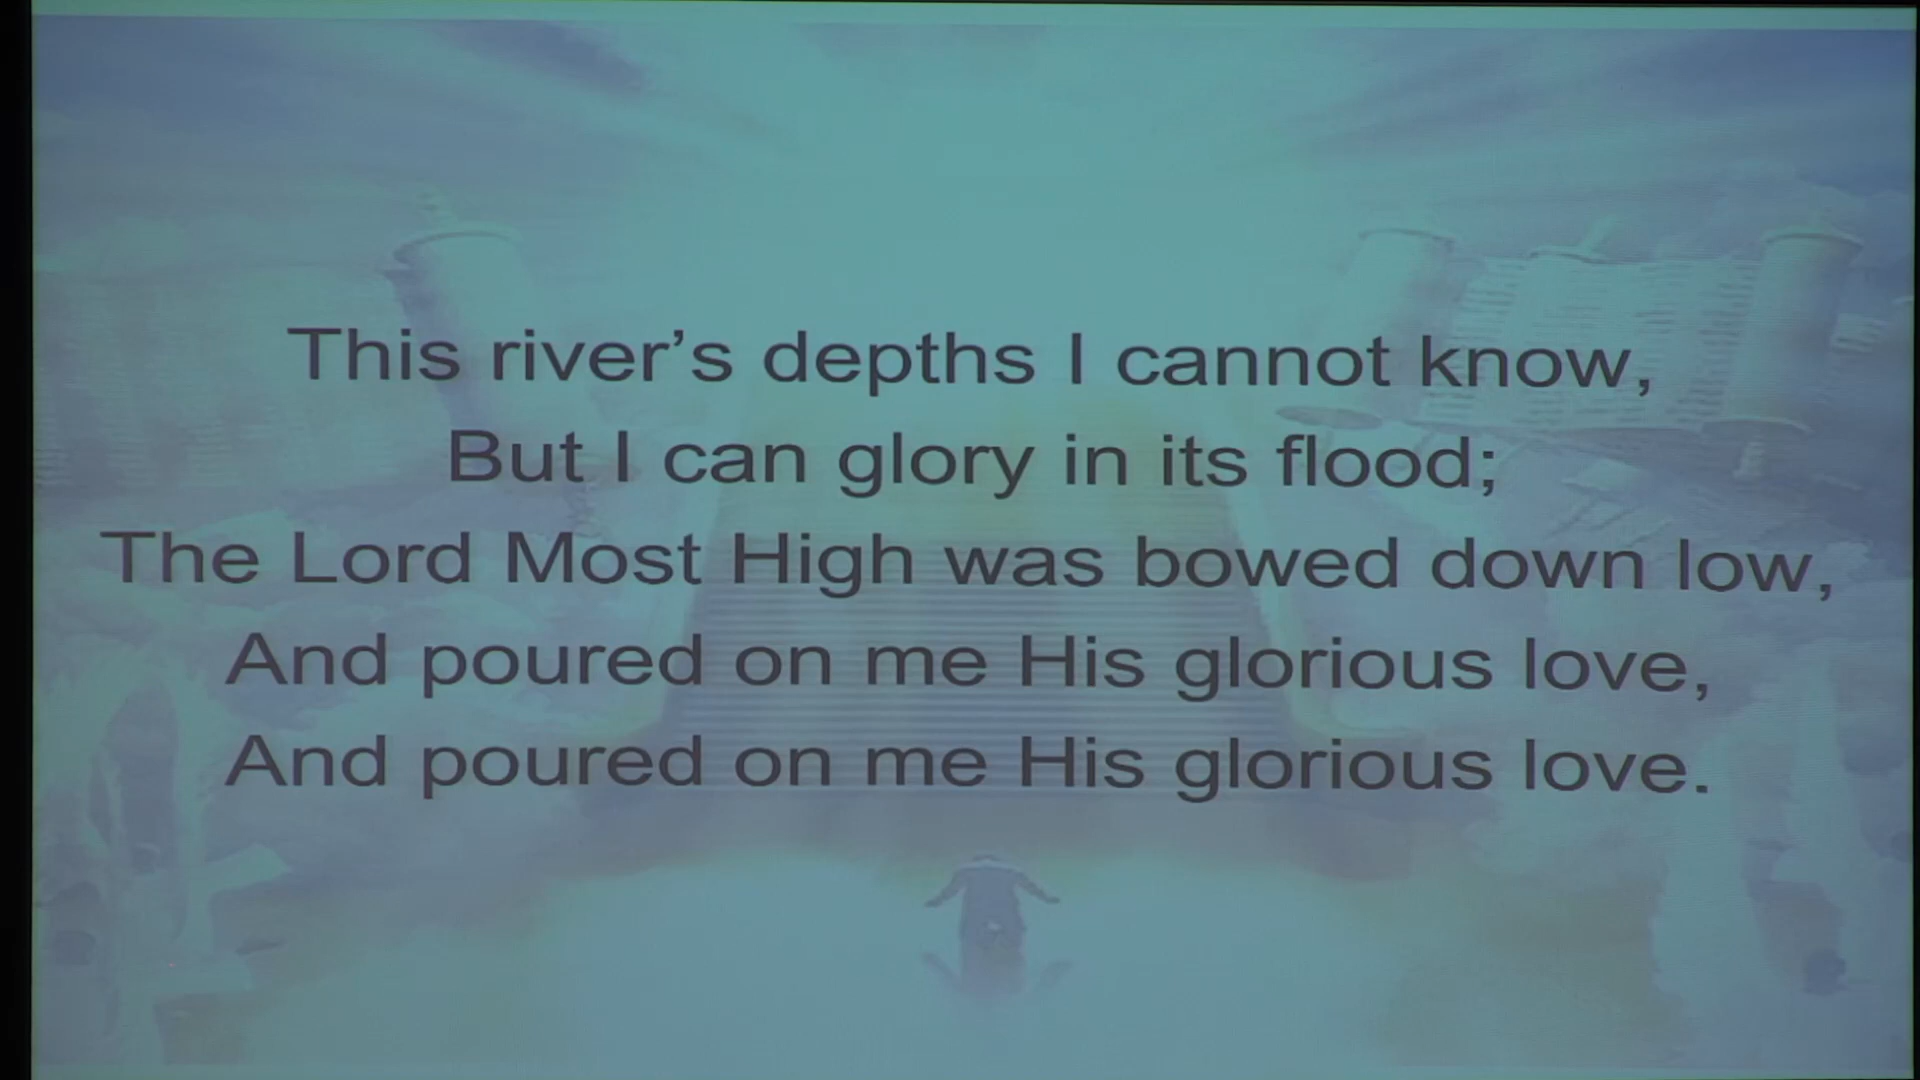 This river’s depths I cannot know,
But I can glory in its flood;
The Lord Most High was bowed down low,
And poured on me His glorious love,
And poured on me His glorious love.